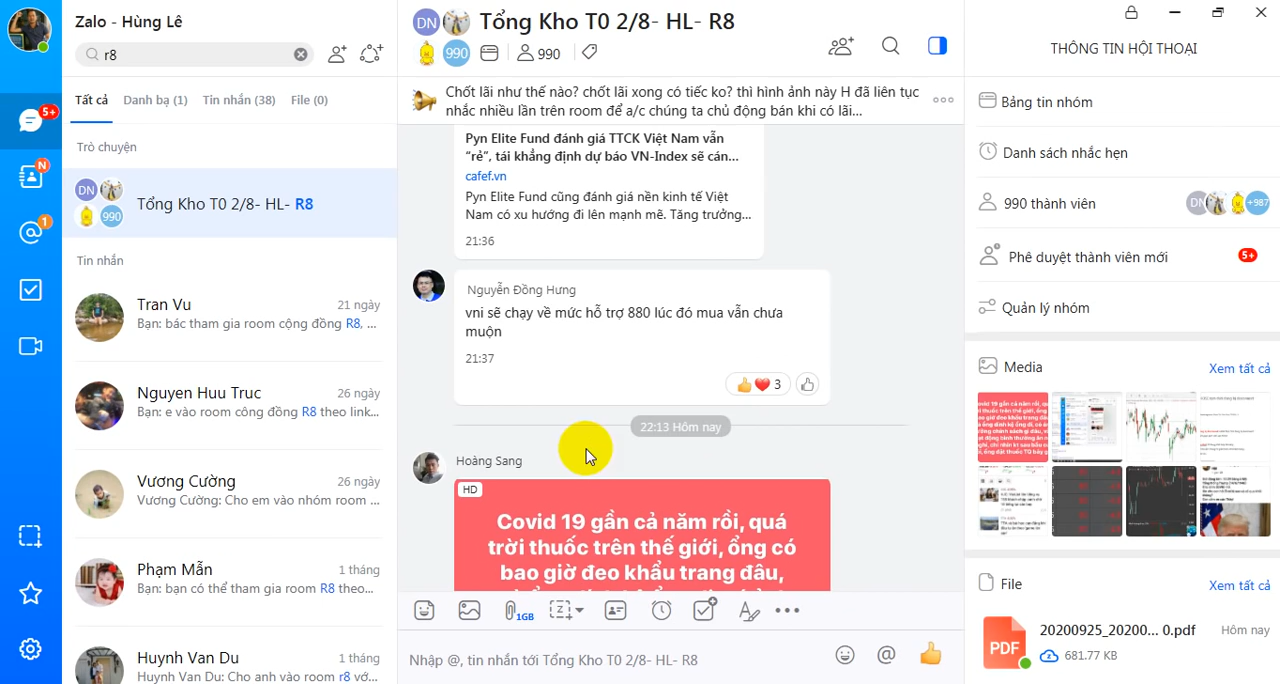 Zalo - Hùng Lê
r8
Tất cả
Danh bạ (1)
Tin nhắn (38)
File (0)
5+
N
1
Trò chuyện
DN
990
Tổng Kho T0 2/8- HL- R8
Tin nhắn
Tran Vu
21 ngày
Bạn: bác tham gia room cộng đồng R8, ...
Nguyen Huu Truc
26 ngày
Bạn: e vào room công đồng R8 theo link...
Vương Cường
26 ngày
Vương Cường: Cho em vào nhóm room ...
Phạm Mẫn
1 tháng
Bạn: bạn có thể tham gia room R8 theo...
Huynh Van Du
1 tháng
Huynh Van Du: Cho anh vào room r8 vớ...
DN
990
Tổng Kho T0 2/8- HL- R8
990
Chốt lãi như thế nào? chốt lãi xong có tiếc ko? thì hình ảnh này H đã liên tục
nhắc nhiều lần trên room để a/c chúng ta chủ động bán khi có lãi...
Pyn Elite Fund đánh giá TTCK Việt Nam vẫn
“rẻ”, tái khẳng định dự báo VN-Index sẽ cán...
cafef.vn
Pyn Elite Fund cũng đánh giá nền kinh tế Việt
Nam có xu hướng đi lên mạnh mẽ. Tăng trưởng...
21:36
Nguyễn Đồng Hưng
vni sẽ chạy về mức hỗ trợ 880 lúc đó mua vẫn chưa
muộn
21:37
3
22:13 Hôm nay
Hoàng Sang
HD
Covid 19 gần cả năm rồi, quá
trời thuốc trên thế giới, ổng có
bao giờ đeo khẩu trang đâu,
1GB
Nhập @, tin nhắn tới Tổng Kho T0 2/8- HL- R8
THÔNG TIN HỘI THOẠI
Bảng tin nhóm
Danh sách nhắc hẹn
990 thành viên
DN
+987
Phê duyệt thành viên mới
5+
Quản lý nhóm
Media
Xem tất cả
File
Xem tất cả
PDF
20200925_20200... 0.pdf
Hôm nay
681.77 KB